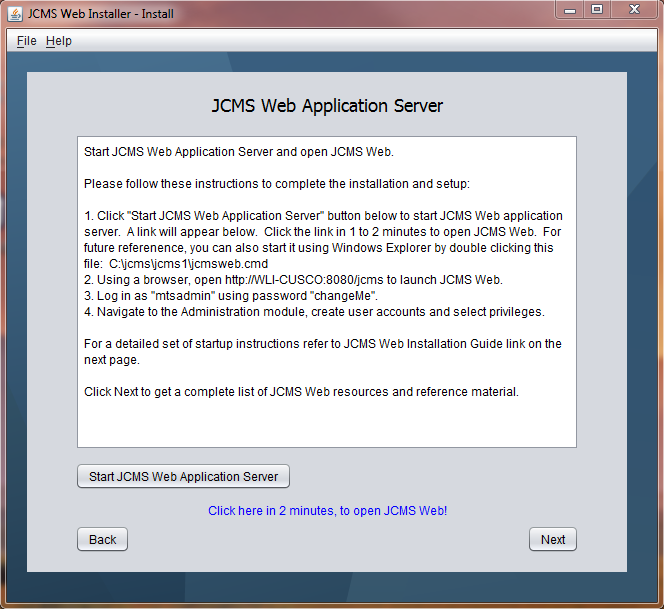 JCMS Web Installer - Install
File Help
JCMS Web Application Server
Start JCMS Web Application Server and open JCMS Web.
Please follow these instructions to complete the installation and setup:
1. Click "Start JCMS Web Application Server" button below to start JCMS Web application
server.  A link will appear below.  Click the link in 1 to 2 minutes to open JCMS Web.  For
future referenence, you can also start it using Windows Explorer by double clicking this
file:  C:\jcms\jcms1\jcmsweb.cmd
2. Using a browser, open http://WLI-CUSCO:8080/jcms to launch JCMS Web.
3. Log in as "mtsadmin" using password "changeMe".
4. Navigate to the Administration module, create user accounts and select privileges.
For a detailed set of startup instructions refer to JCMS Web Installation Guide link on the
next page.
Click Next to get a complete list of JCMS Web resources and reference material.
Start JCMS Web Application Server
Click here in 2 minutes, to open JCMS Web!
Back Next